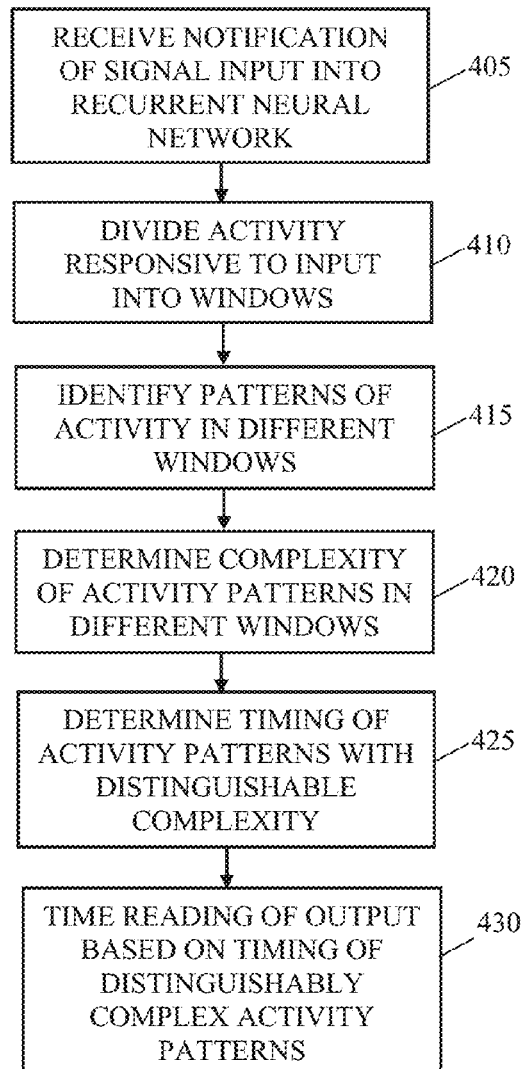 RECEIVE NOTIFICATION
OF SIGNAL INPUT INTO
RECURRENT NEURAL
NETWORK
405
DIVIDE ACTIVITY
RESPONSIVE TO INPUT
INTO WINDOWS
410
IDENTIFY PATTERNS OF
ACTIVITY IN DIFFERENT
WINDOWS
415
DETERMINE COMPLEXITY
OF ACTIVITY PATTERNS IN
DIFFERENT WINDOWS
420
DETERMINE TIMING OF
ACTIVITY PATTERNS WITH
DISTINGUISHABLE
COMPLEXITY
425
TIME READING OF OUTPUT
BASED ON TIMING OF
DISTINGUISHABLY
COMPLEX ACTIVITY
PATTERNS
430